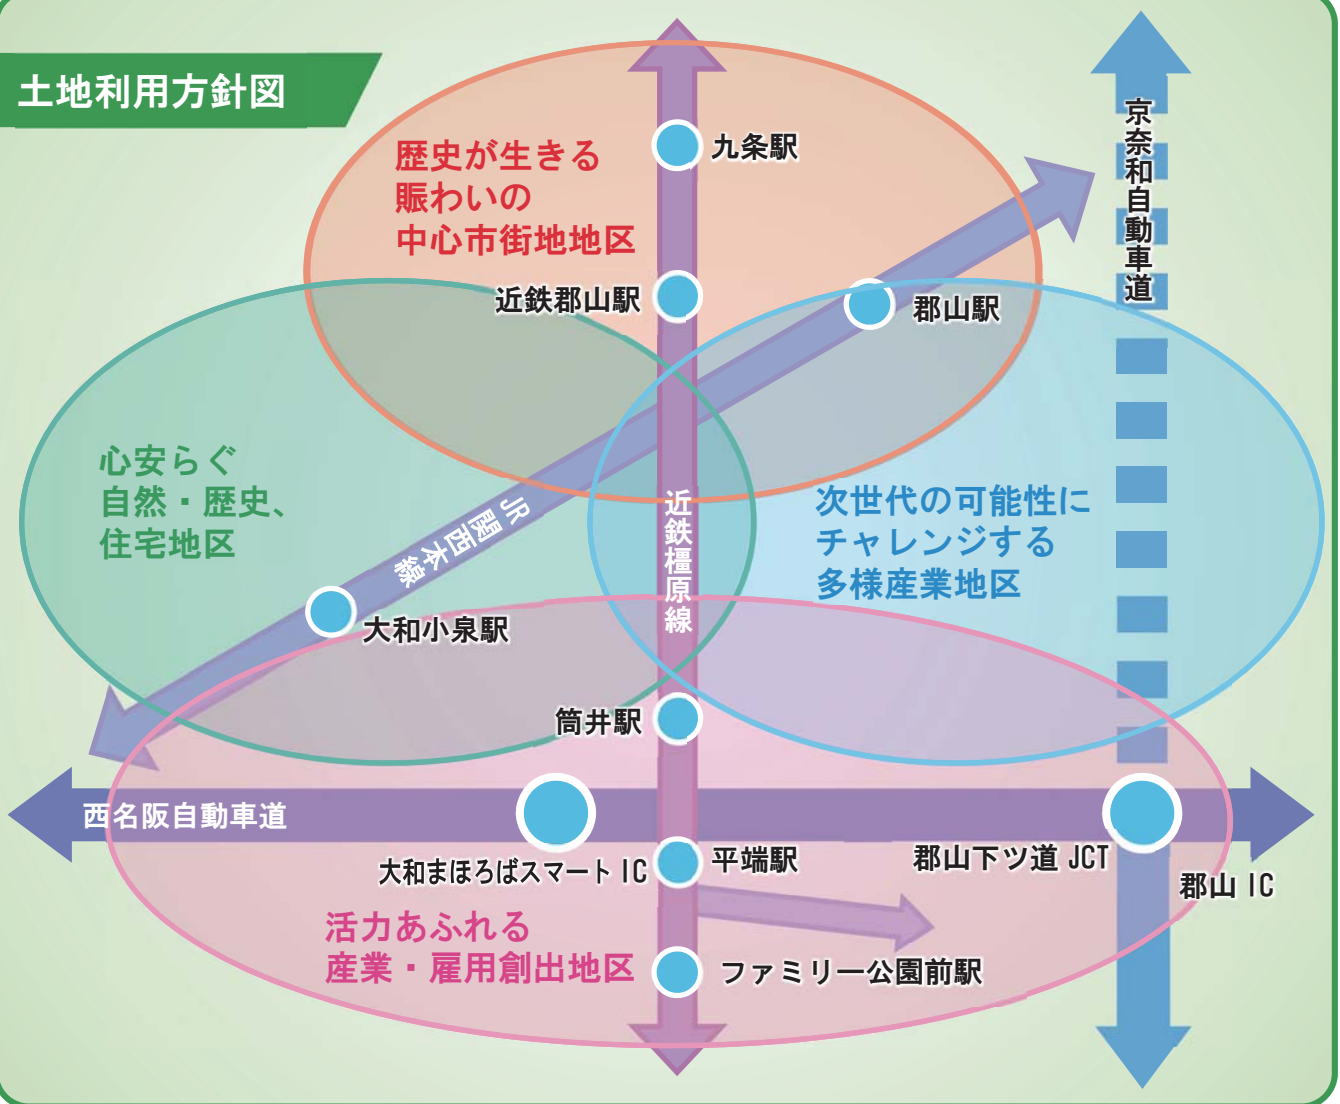 土地利用方針図
京奈和自動車道
九条駅
歴史が生きる
賑わいの
中心市街地地区
近鉄郡山駅
郡山駅
心安らぐ
自然・歴史、
住宅地区
次世代の可能性に
チャレンジする
多様産業地区
JR関西本線
近鉄橿原線
大和小泉駅
筒井駅
西名阪自動車道
大和まほろばスマートIC
平端駅
郡山下ツ道JCT
郡山IC
活力あふれる
産業・雇用創出地区
ファミリー公園前駅